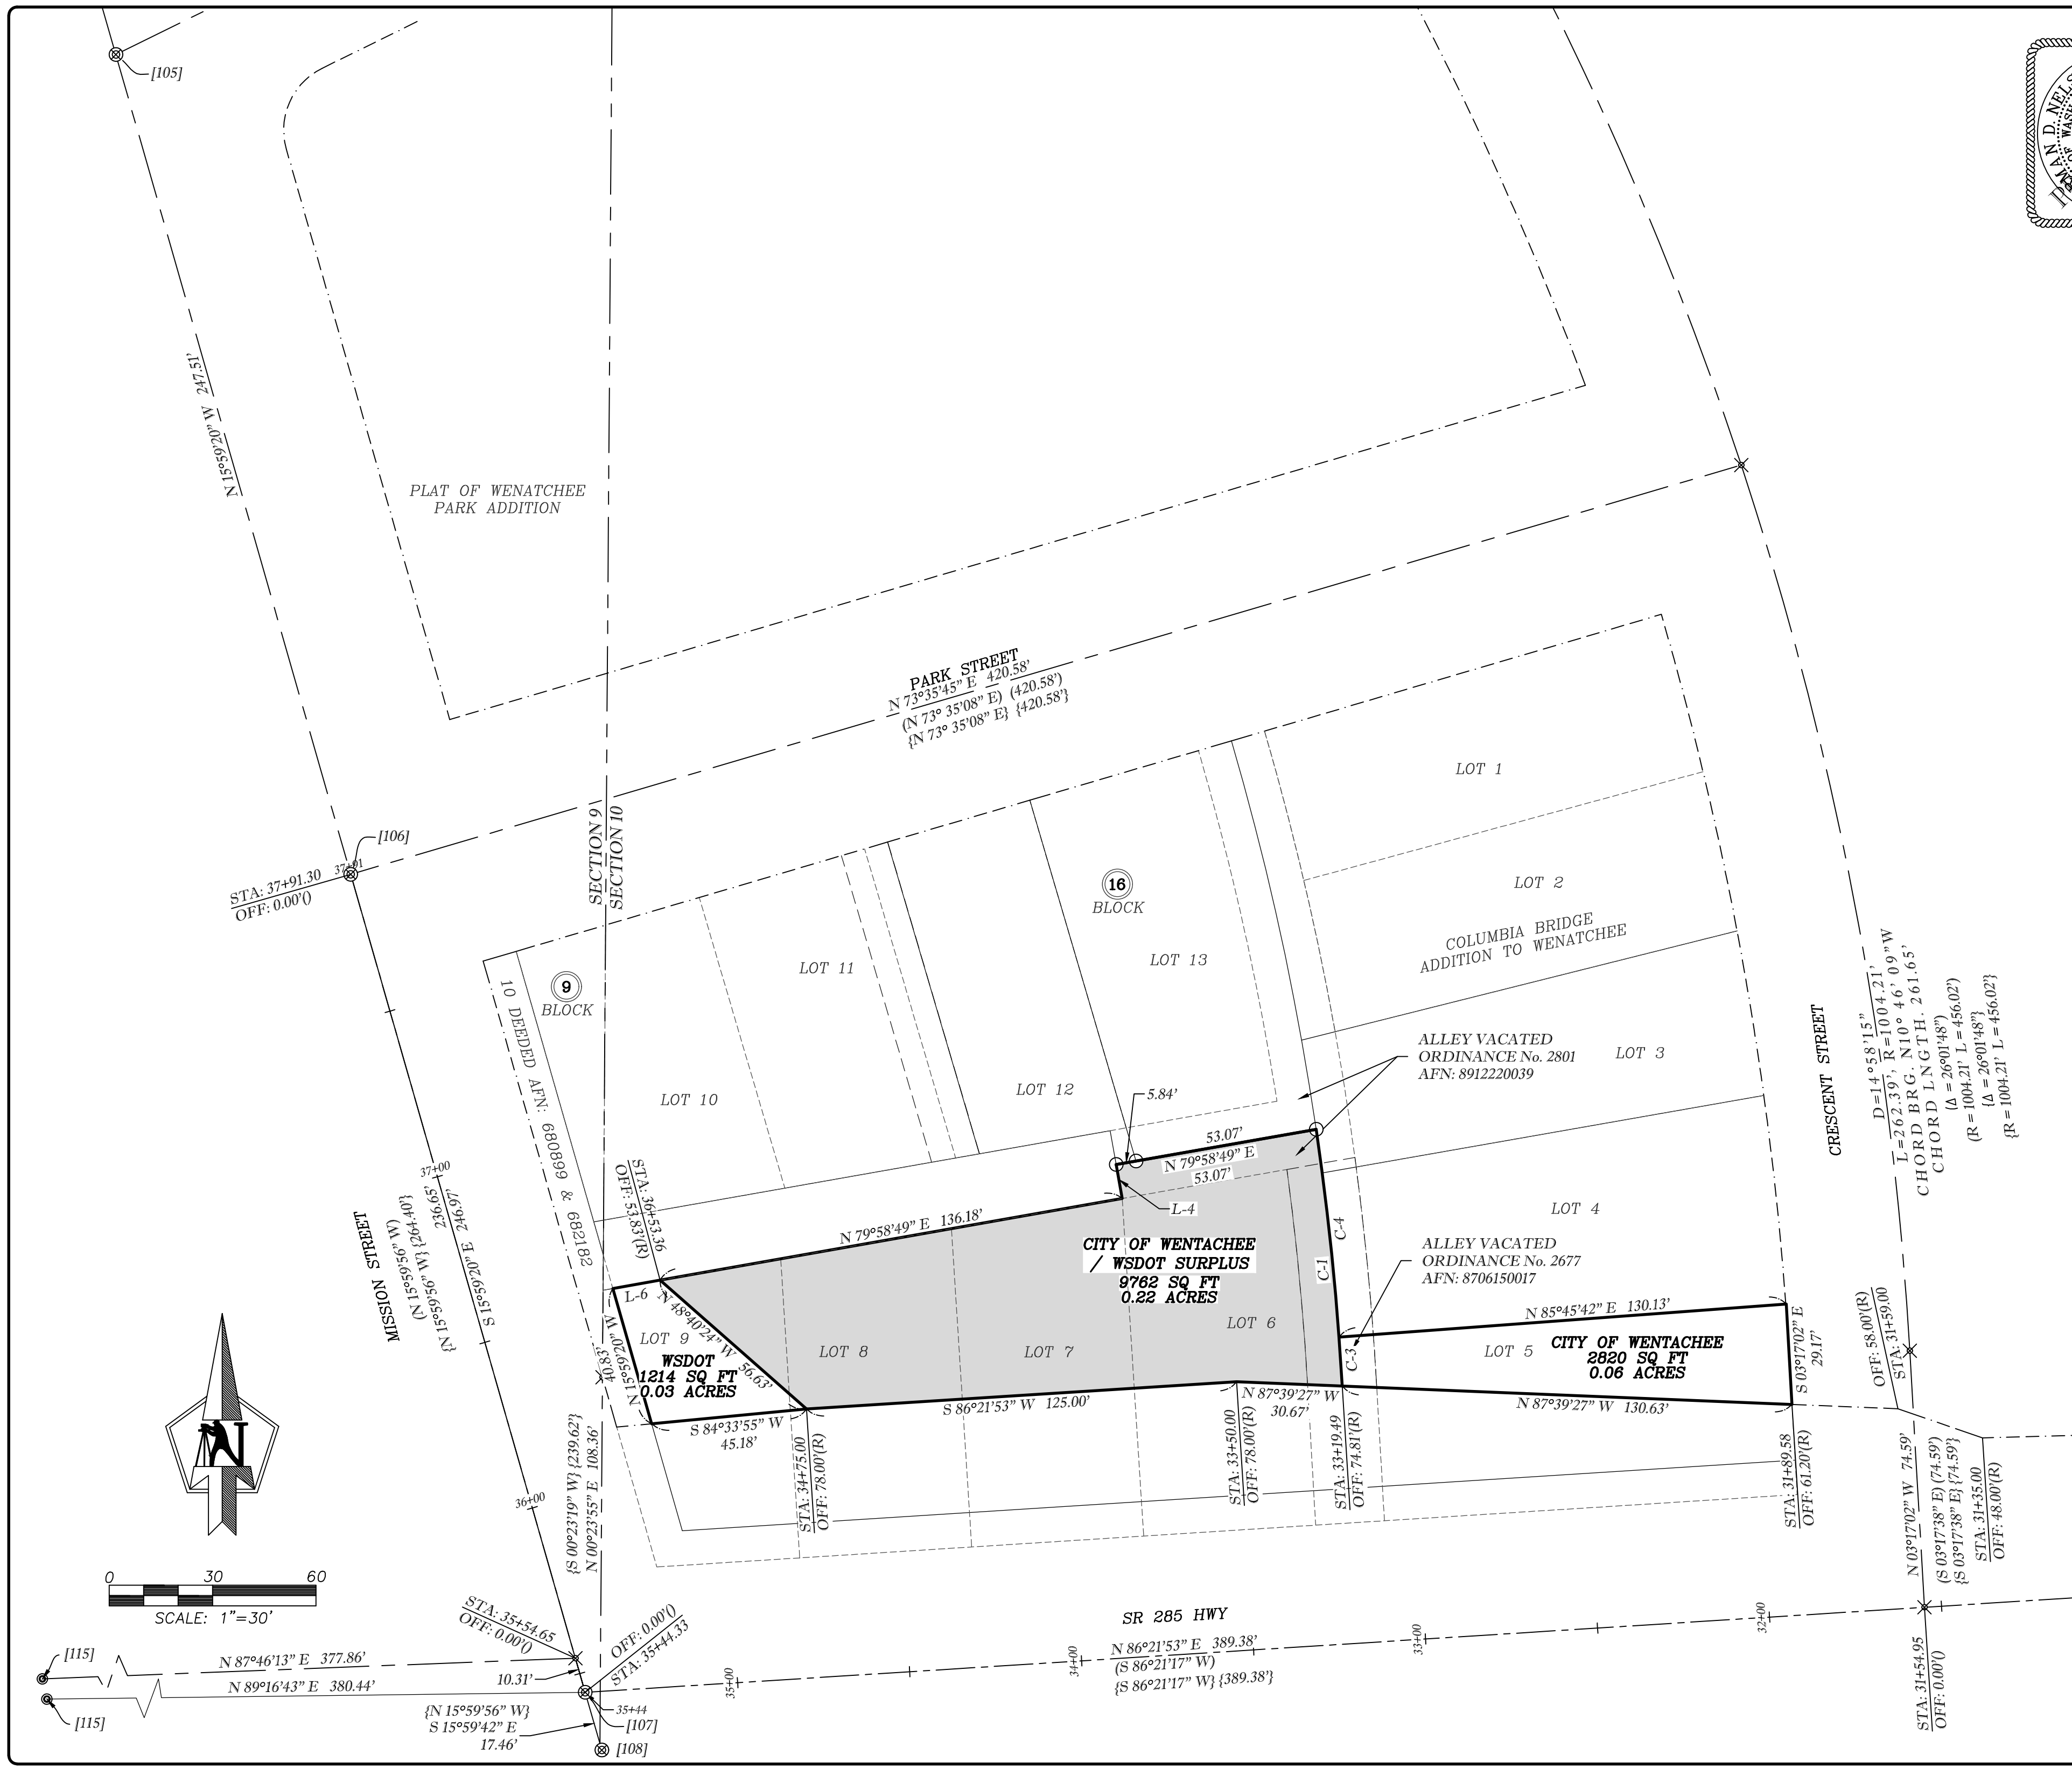 [105]
MAN D. NELSO
OF WASH
N 15°59'20" W 247.51'
PLAT OF WENATCHEE
PARK ADDITION
PARK STREET
N 73°35'45" E 420.58'
(N 73° 35'08" E) (420.58')
{N 73° 35'08" E} {420.58'}
[106]
37+91
STA: 37+91.30
OFF: 0.00'()
SECTION 9
SECTION 10
LOT 1
LOT 2
COLUMBIA BRIDGE
ADDITION TO WENATCHEE
16
BLOCK
LOT 13
LOT 11
9
BLOCK
10 DEEDED AFN: 680899 & 682182
LOT 10
LOT 12
LOT 3
ALLEY VACATED
ORDINANCE No. 2801
AFN: 8912220039
5.84'
53.07'
N 79°58'49" E
53.07'
L-4
CRESCENT STREET
D=14°58'15"
L=262.39', R=1004.21'
CHORD BRG. N10° 46' 09"W
CHORD LNGTH. 261.65'
(Δ = 26°01'48")
(R=1004.21' L=456.02')
{Δ = 26°01'48"}
{R=1004.21' L=456.02'}
37+00
MISSION STREET
(N 15°59'56" W)
{N 15°59'56" W} {264.40'}
236.65'
S 15°59'20" E 246.97'
STA: 36+53.36
OFF: 53.83'(R)
N 79°58'49" E 136.18'
LOT 4
CITY OF WENTACHEE
/ WSDOT SURPLUS
9762 SQ FT
0.22 ACRES
C-4
C-1
ALLEY VACATED
ORDINANCE No. 2677
AFN: 8706150017
L-6
N 48°40'24" W 56.63'
LOT 9
WSDOT
1214 SQ FT
0.03 ACRES
N 15°59'20" W
40.83'
LOT 8
LOT 7
LOT 6
C-3
N 85°45'42" E 130.13'
LOT 5
CITY OF WENTACHEE
2820 SQ FT
0.06 ACRES
S 03°17'02" E
29.17'
OFF: 58.00'(R)
STA: 31+59.00
S 84°33'55" W
45.18'
S 86°21'53" W 125.00'
N 87°39'27" W
30.67'
N 87°39'27" W 130.63'
STA: 34+75.00
OFF: 78.00'(R)
STA: 33+50.00
OFF: 78.00'(R)
STA: 33+19.49
OFF: 74.81'(R)
STA: 31+89.58
OFF: 61.20'(R)
N 03°17'02" W 74.59'
(S 03°17'38" E) (74.59')
{S 03°17'38" E} {74.59'}
STA: 31+35.00
OFF: 48.00'(R)
36+00
{S 00°23'19" W} {239.62'}
N 00°23'55" E 108.36'
N
0 30 60
SCALE: 1"=30'
STA: 35+54.65
OFF: 0.00'()
OFF: 0.00'()
STA: 35+44.33
SR 285 HWY
N 86°21'53" E 389.38'
(S 86°21'17" W)
{S 86°21'17" W} {389.38'}
35+00
34+00
33+00
32+00
STA: 31+54.95
OFF: 0.00'()
[115]
N 87°46'13" E 377.86'
10.31'
N 89°16'43" E 380.44'
[115]
35+44
[107]
{N 15°59'56" W}
S 15°59'42" E
17.46'
[108]